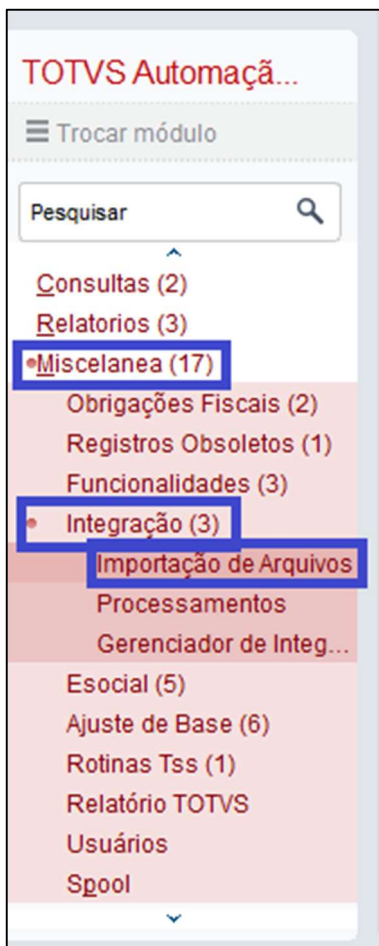 TOTVS Automaçã...
Trocar módulo
Pesquisar
Consultas (2)
Relatorios (3)
Miscelanea (17)
Obrigações Fiscais (2)
Registros Obsoletos (1)
Funcionalidades (3)
Integração (3)
Importação de Arquivos
Processamentos
Gerenciador de Integ...
Esocial (5)
Ajuste de Base (6)
Rotinas Tss (1)
Relatório TOTVS
Usuários
Spool